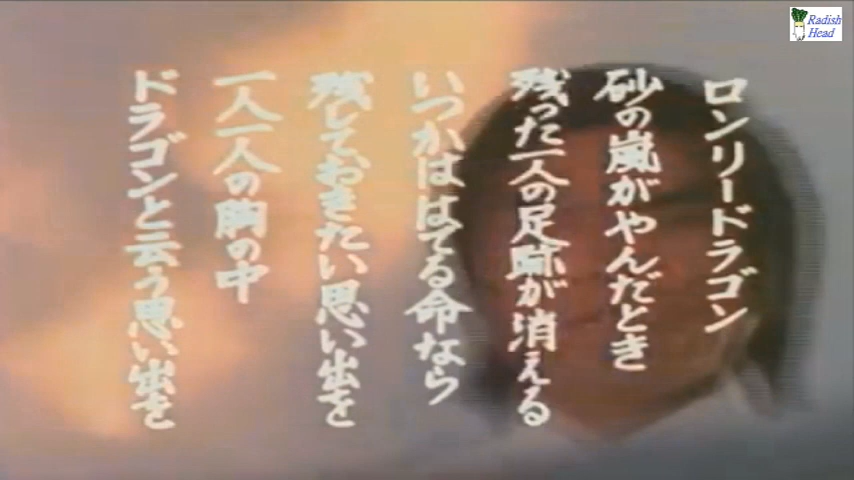 ロンリードラゴン
砂の嵐がやんだとき
残った一人の足跡が消える
いつかははてる命なら
残しておきたい思い出を
一人一人の胸の中
ドラゴンと云う思い出を
Radish
Head